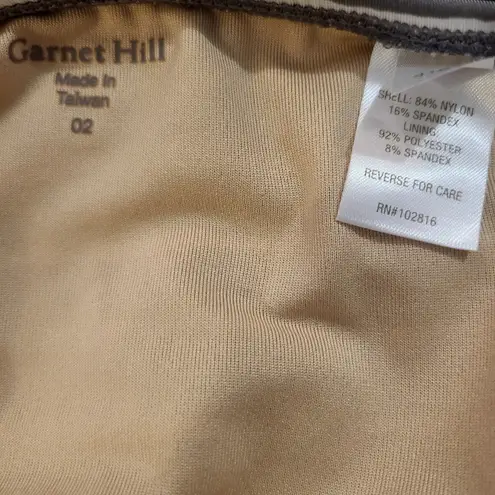 Garnet Hill
Made In
Taiwan
02
SHELL: 84% NYLON
16% SPANDEX
LINING
92% POLYESTER
8% SPANDEX
REVERSE FOR CARE
RN#102816